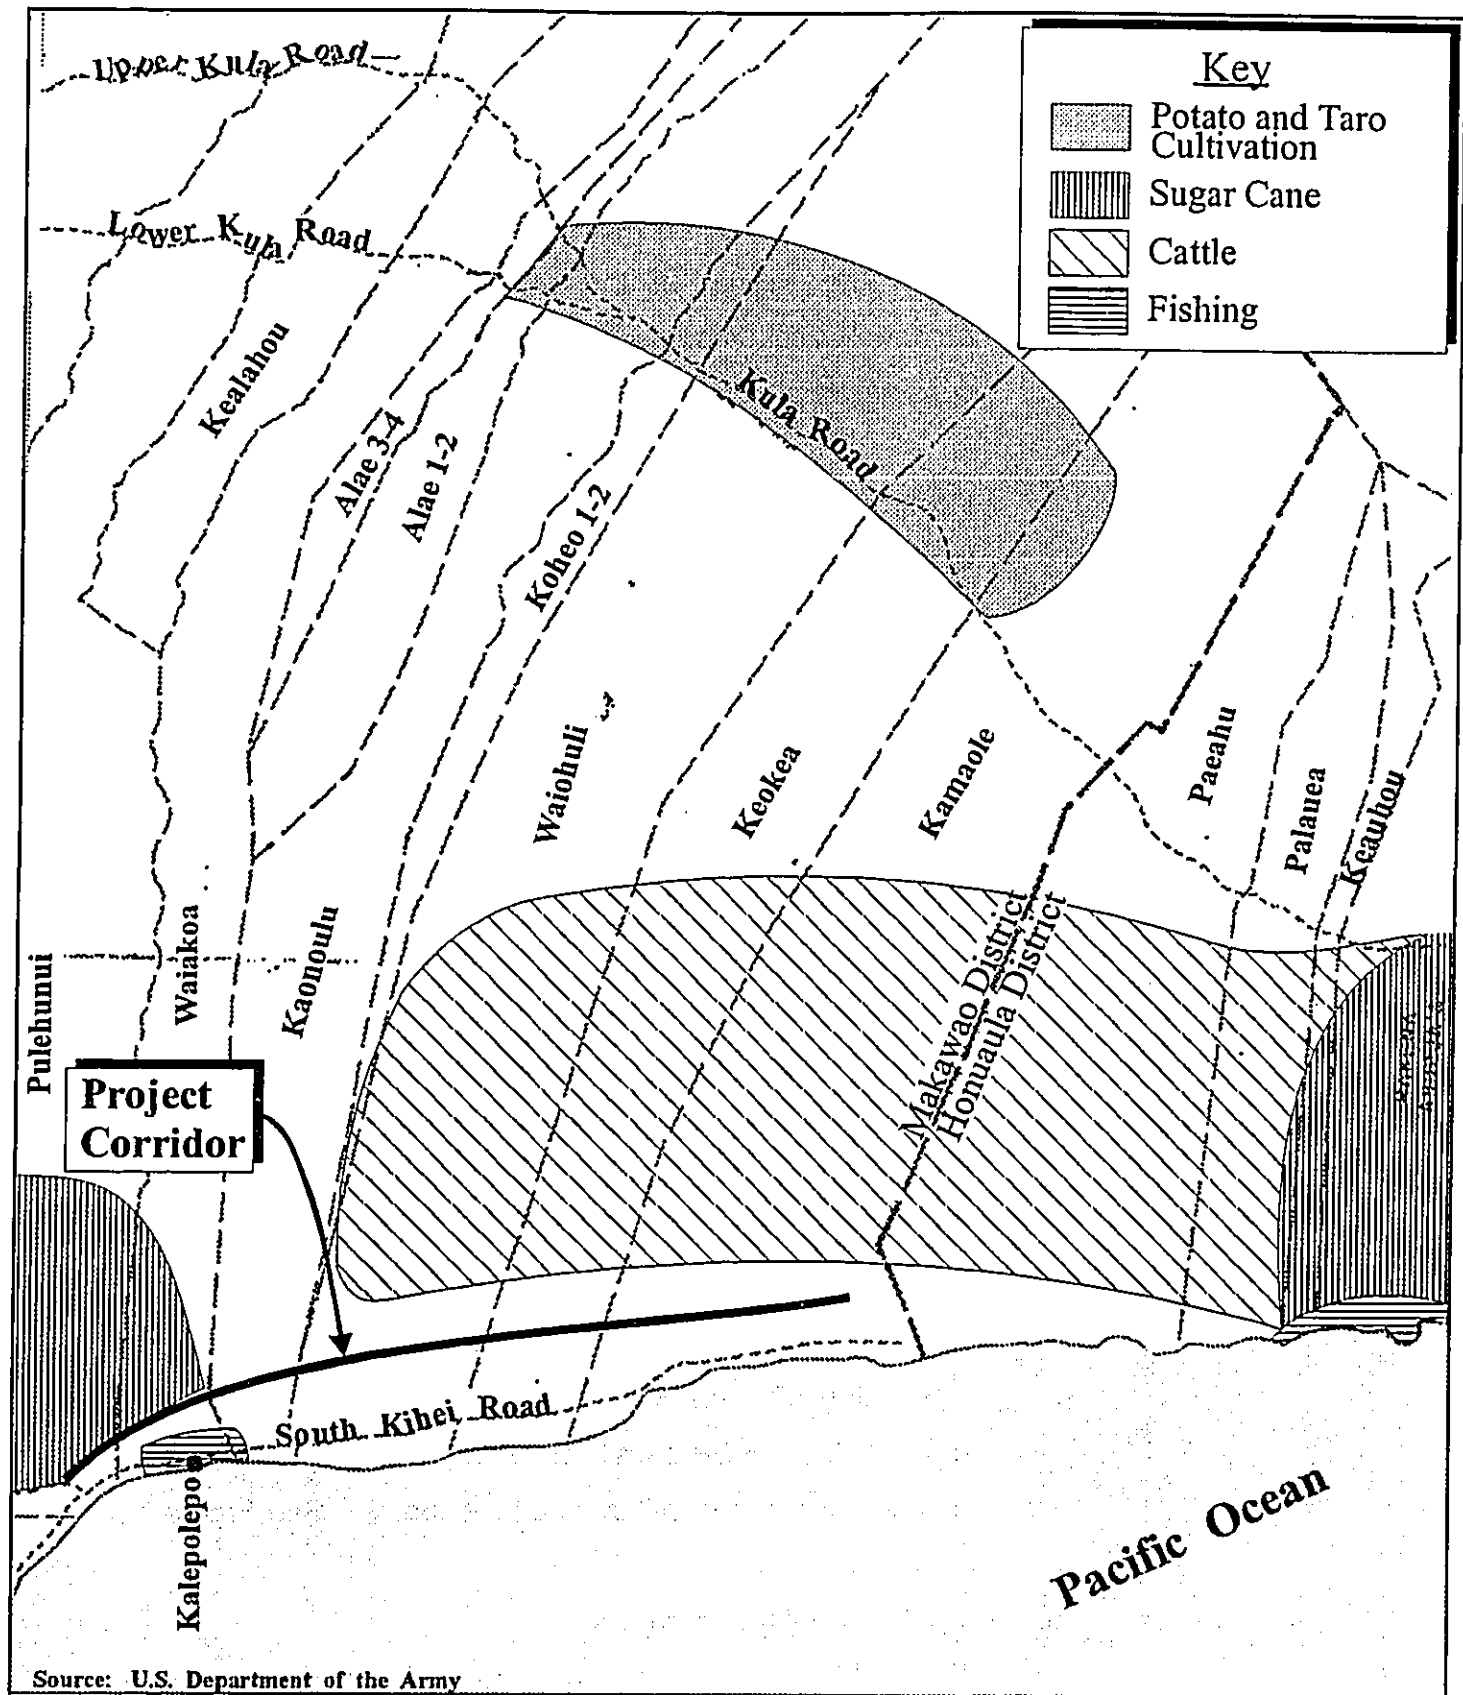 Upper Kula Road
Key
Potato and Taro
Cultivation
Sugar Cane
Cattle
Fishing
Lower Kula Road
Kealahou
Alae 3-4
Alae 1-2
Koheo 1-2
Kula Road
Waiohuli
Keokea
Kamaole
Paeahu
Palauea
Keauhou
Pulehunui
Waiakoa
Kaonoulu
Makawao District
Honuaula District
Project
Corridor
South Kihei Road
Kalepolepo
Pacific Ocean
Source: U.S. Department of the Army